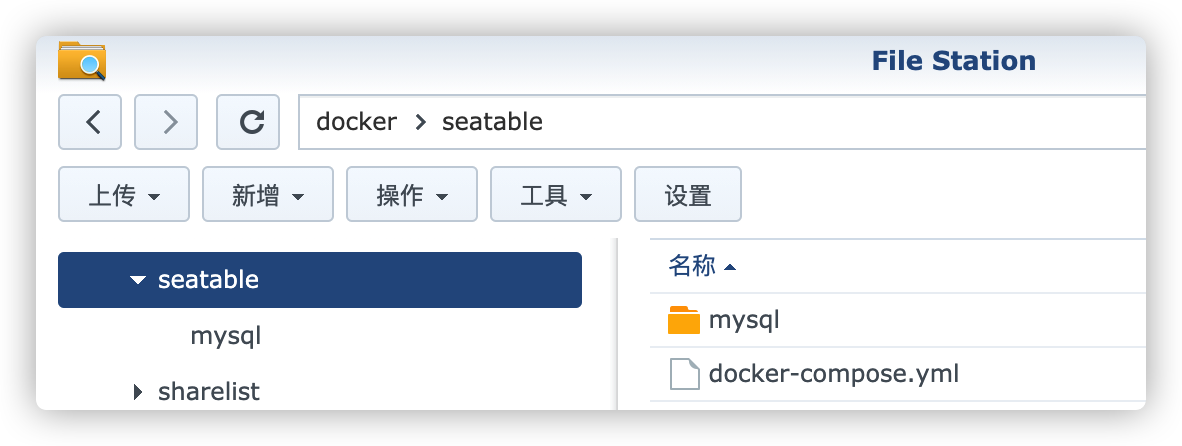 File Station
docker > seatable
上传 新增 操作 工具 设置
seatable
mysql
sharelist
名称
mysql
docker-compose.yml